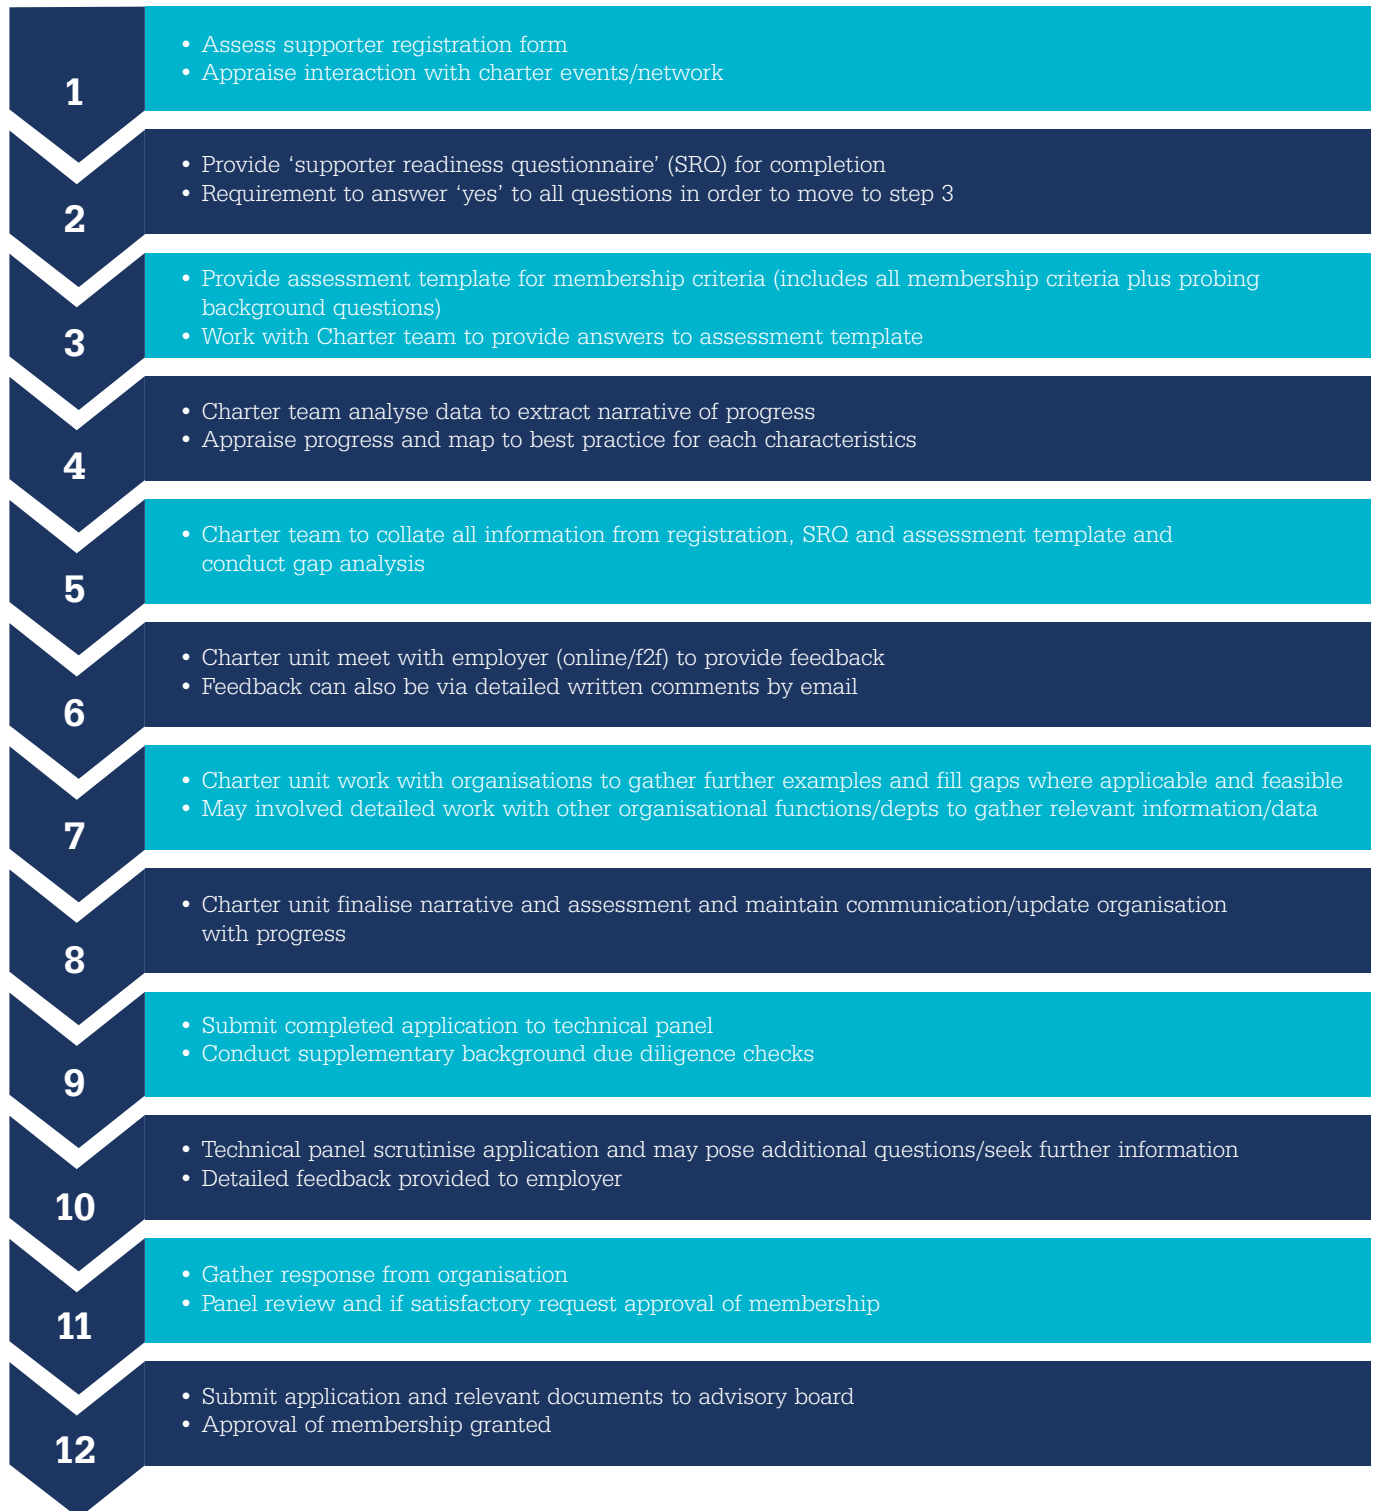 1
• Assess supporter registration form
• Appraise interaction with charter events/network
2
• Provide ‘supporter readiness questionnaire’ (SRQ) for completion
• Requirement to answer ‘yes’ to all questions in order to move to step 3
3
• Provide assessment template for membership criteria (includes all membership criteria plus probing
background questions)
• Work with Charter team to provide answers to assessment template
4
• Charter team analyse data to extract narrative of progress
• Appraise progress and map to best practice for each characteristics
5
• Charter team to collate all information from registration, SRQ and assessment template and
conduct gap analysis
6
• Charter unit meet with employer (online/f2f) to provide feedback
• Feedback can also be via detailed written comments by email
7
• Charter unit work with organisations to gather further examples and fill gaps where applicable and feasible
• May involved detailed work with other organisational functions/depts to gather relevant information/data
8
• Charter unit finalise narrative and assessment and maintain communication/update organisation
with progress
9
• Submit completed application to technical panel
• Conduct supplementary background due diligence checks
10
• Technical panel scrutinise application and may pose additional questions/seek further information
• Detailed feedback provided to employer
11
• Gather response from organisation
• Panel review and if satisfactory request approval of membership
12
• Submit application and relevant documents to advisory board
• Approval of membership granted